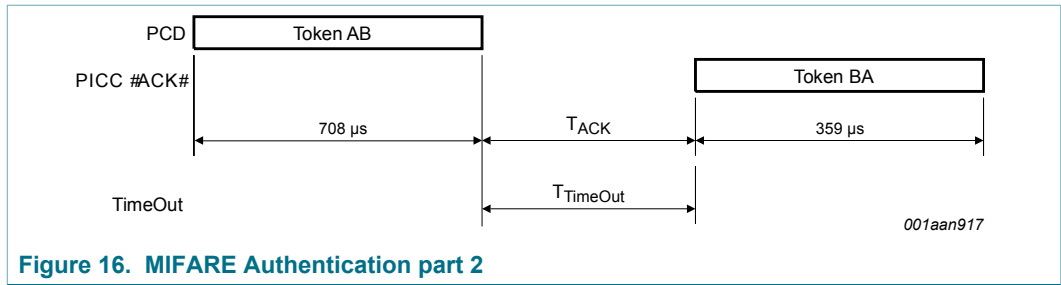 PCD Token AB
PICC #ACK# Token BA
708 µs TACK 359 µs
TimeOut TTimeOut
001aan917
Figure 16. MIFARE Authentication part 2